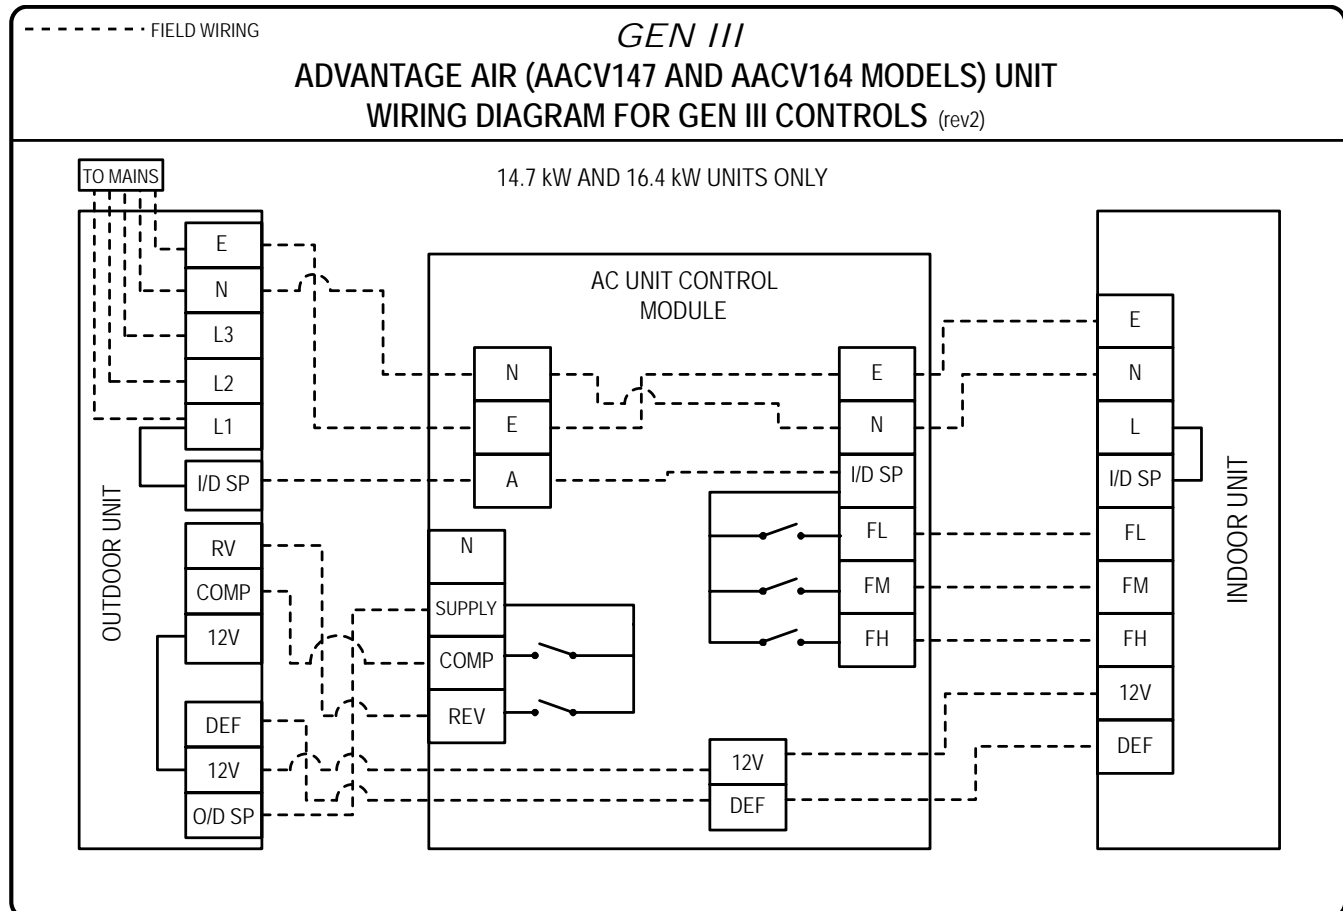 FIELD WIRING
GEN III
ADVANTAGE AIR (AACV147 AND AACV164 MODELS) UNIT
WIRING DIAGRAM FOR GEN III CONTROLS (rev2)
14.7 kW AND 16.4 kW UNITS ONLY
TO MAINS
OUTDOOR UNIT
E
N
L3
L2
L1
I/D SP
RV
COMP
12V
DEF
12V
O/D SP
AC UNIT CONTROL
MODULE
N
E
A
N
SUPPLY
COMP
REV
E
N
I/D SP
FL
FM
FH
12V
DEF
E
N
L
I/D SP
FL
FM
FH
12V
DEF
INDOOR UNIT